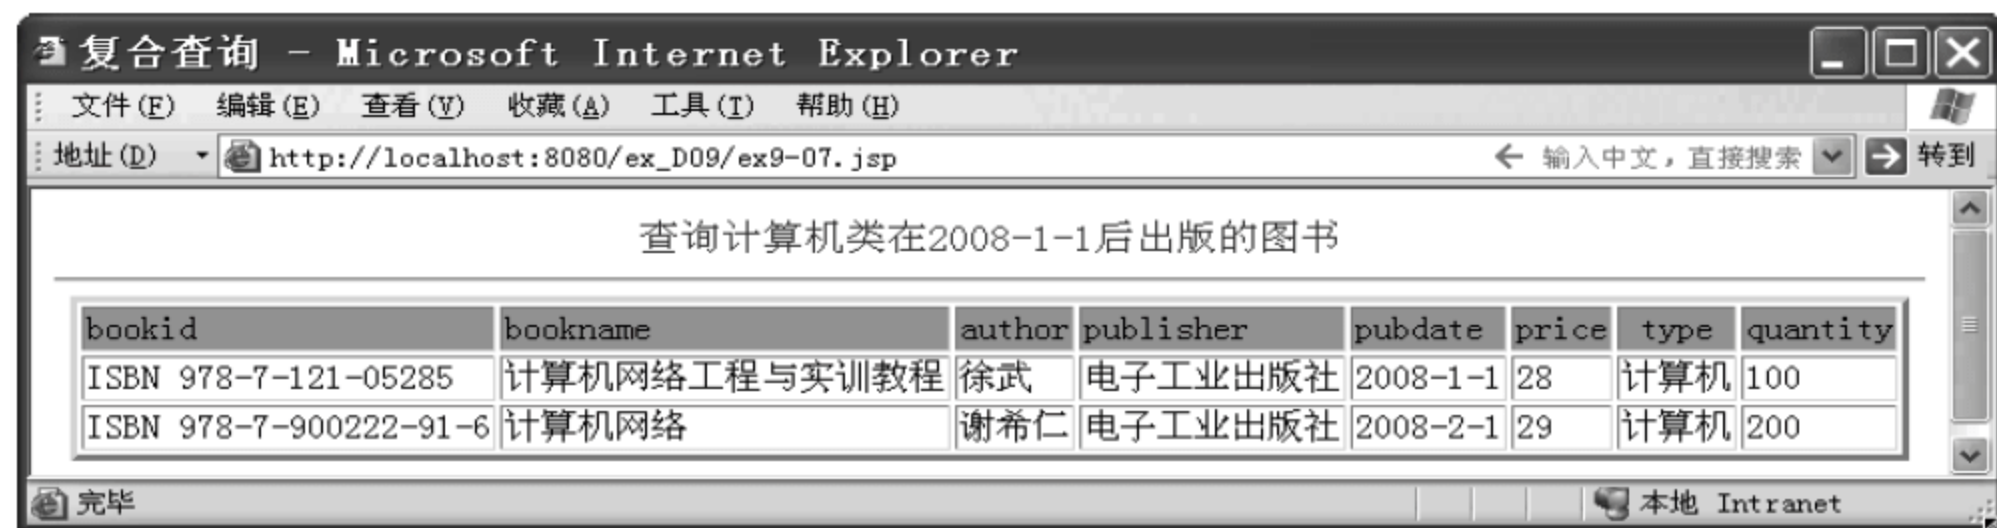 复合查询 - Microsoft Internet Explorer
文件(F) 编辑(E) 查看(V) 收藏(A) 工具(T) 帮助(H)
地址(D) http://localhost:8080/ex_D09/ex9-07.jsp 输入中文，直接搜索 转到
查询计算机类在2008-1-1后出版的图书
bookid bookname author publisher pubdate price type quantity
ISBN 978-7-121-05285 计算机网络工程与实训教程 徐武 电子工业出版社 2008-1-1 28 计算机 100
ISBN 978-7-900222-91-6 计算机网络 谢希仁 电子工业出版社 2008-2-1 29 计算机 200
完毕 本地 Intranet